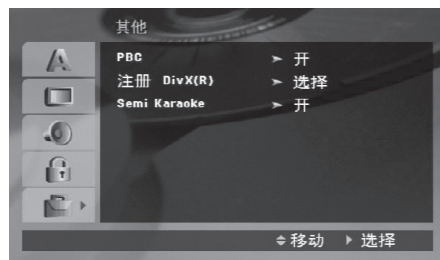 其他
PBC ➤ 开
注册 DivX(R) ➤ 选择
Semi Karaoke ➤ 开
移动 选择